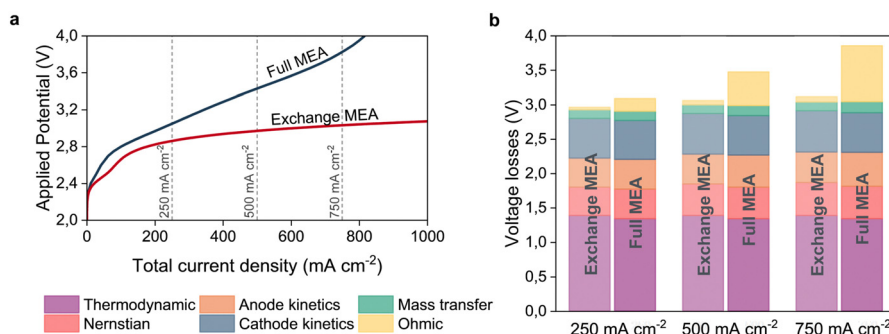 a
Applied Potential (V)
4,0
3,6
3,2
2,8
2,4
2,0
Full MEA
Exchange MEA
250 mA cm-2
500 mA cm-2
750 mA cm-2
0
200
400
600
800
1000
Total current density (mA cm-2)
Thermodynamic
Anode kinetics
Mass transfer
Nernstian
Cathode kinetics
Ohmic
b
Voltage losses (V)
4,0
3,5
3,0
2,5
2,0
1,5
1,0
0,5
0,0
Exchange MEA
Full MEA
Exchange MEA
Full MEA
Exchange MEA
Full MEA
250 mA cm-2
500 mA cm-2
750 mA cm-2